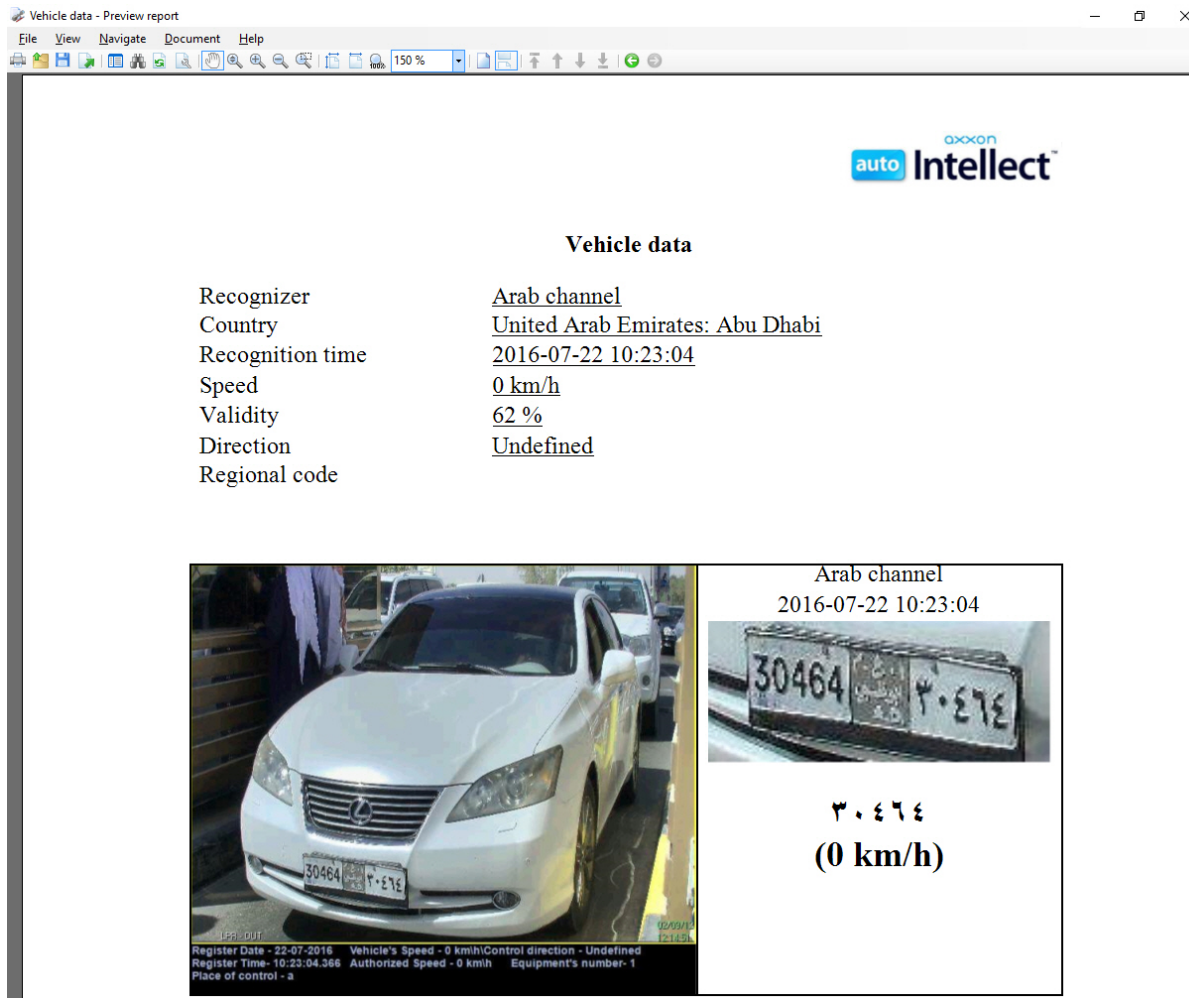 Vehicle data - Preview report
File View Navigate Document Help
150 %
axxon
auto Intellect™
Vehicle data
Recognizer Arab channel
Country United Arab Emirates: Abu Dhabi
Recognition time 2016-07-22 10:23:04
Speed 0 km/h
Validity 62 %
Direction Undefined
Regional code
30464 ٣٠٤٦٤
LPR - OUT
Register Date - 22-07-2016 Vehicle's Speed - 0 km\h\Control direction - Undefined
Register Time- 10:23:04.366 Authorized Speed - 0 km\h Equipment's number- 1
Place of control - a
Arab channel
2016-07-22 10:23:04
30464 ٣٠٤٦٤
٣٠٤٦٤
(0 km/h)